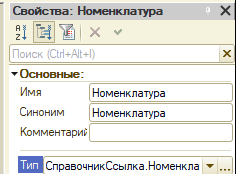 Свойства: Номенклатура
Поиск (Ctrl+Alt+I)
Основные:
Имя Номенклатура
Синоним Номенклатура
Комментарий
Тип СправочникСсылка.Номенкла ...